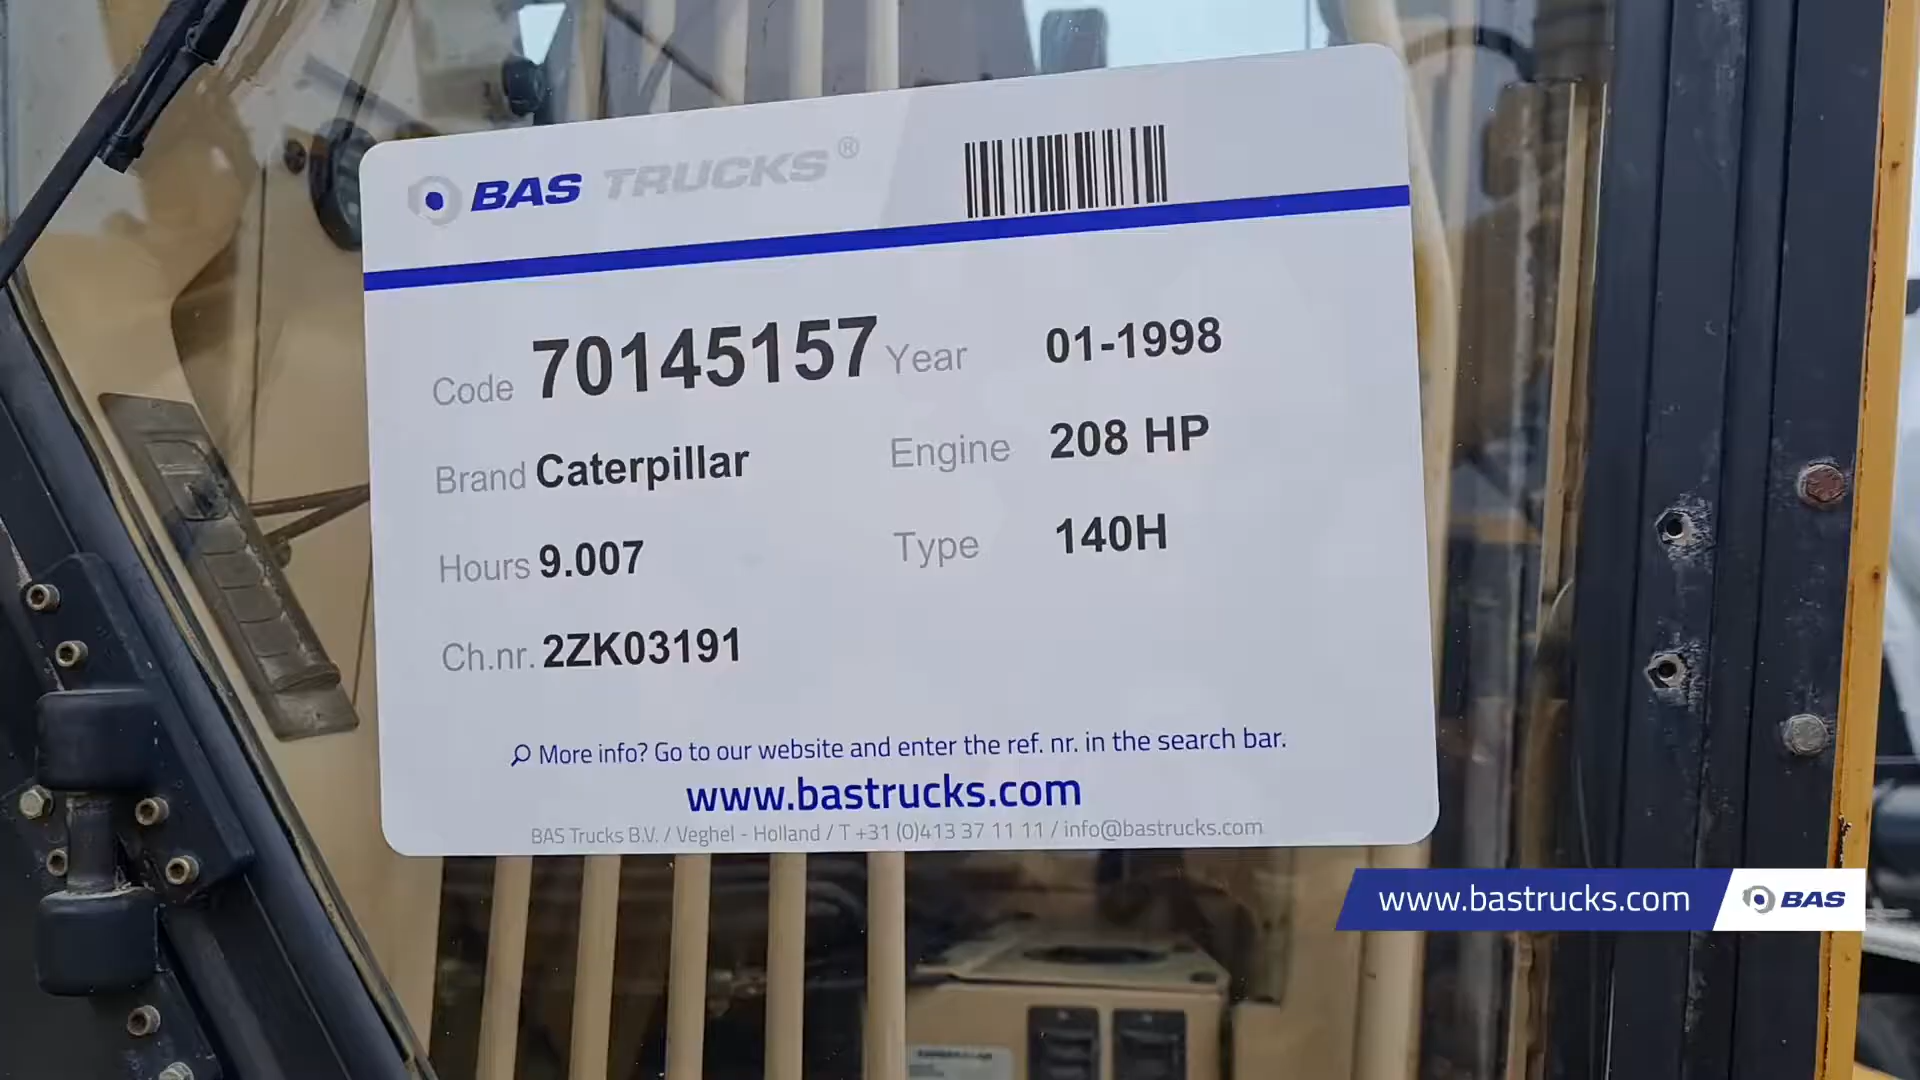 BAS TRUCKS®
Code 70145157 Year 01-1998
Brand Caterpillar Engine 208 HP
Hours 9.007 Type 140H
Ch.nr. 2ZK03191
More info? Go to our website and enter the ref. nr. in the search bar.
www.bastrucks.com
BAS Trucks B.V. / Veghel - Holland / T +31 (0)413 37 11 11 / info@bastrucks.com
www.bastrucks.com BAS